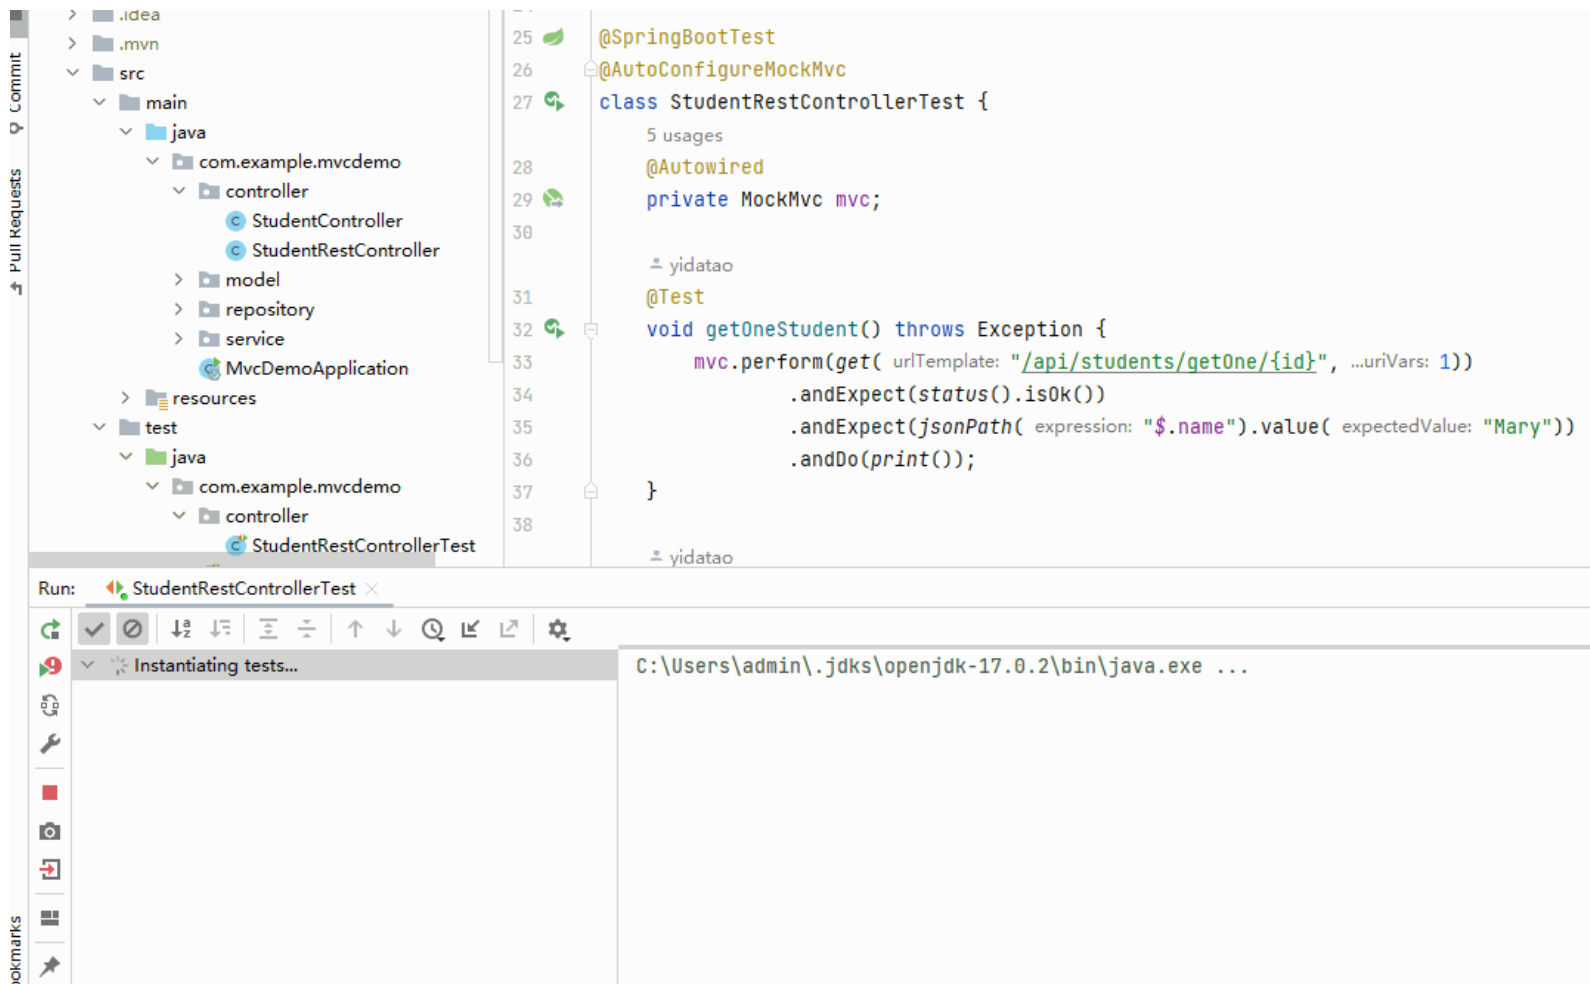 .idea
.mvn
src
main
java
com.example.mvcdemo
controller
StudentController
StudentRestController
model
repository
service
MvcDemoApplication
resources
test
java
com.example.mvcdemo
controller
StudentRestControllerTest
Commit
Pull Requests
25 @SpringBootTest
26 @AutoConfigureMockMvc
27 class StudentRestControllerTest {
5 usages
28 @Autowired
29 private MockMvc mvc;
30
yidatao
31 @Test
32 void getOneStudent() throws Exception {
33 mvc.perform(get( urlTemplate: "/api/students/getOne/{id}", ...uriVars: 1))
34 .andExpect(status().isOk())
35 .andExpect(jsonPath( expression: "$.name").value( expectedValue: "Mary"))
36 .andDo(print());
37 }
38
yidatao
Run: StudentRestControllerTest
Instantiating tests...
C:\Users\admin\.jdks\openjdk-17.0.2\bin\java.exe ...